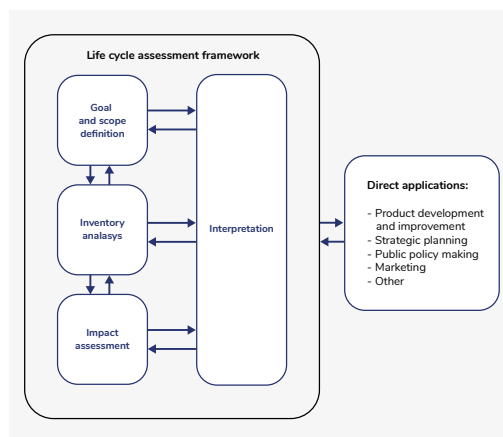 Life cycle assessment framework
Goal
and scope
definition
Inventory
analasys
Impact
assessment
Interpretation
Direct applications:
- Product development
and improvement
- Strategic planning
- Public policy making
- Marketing
- Other